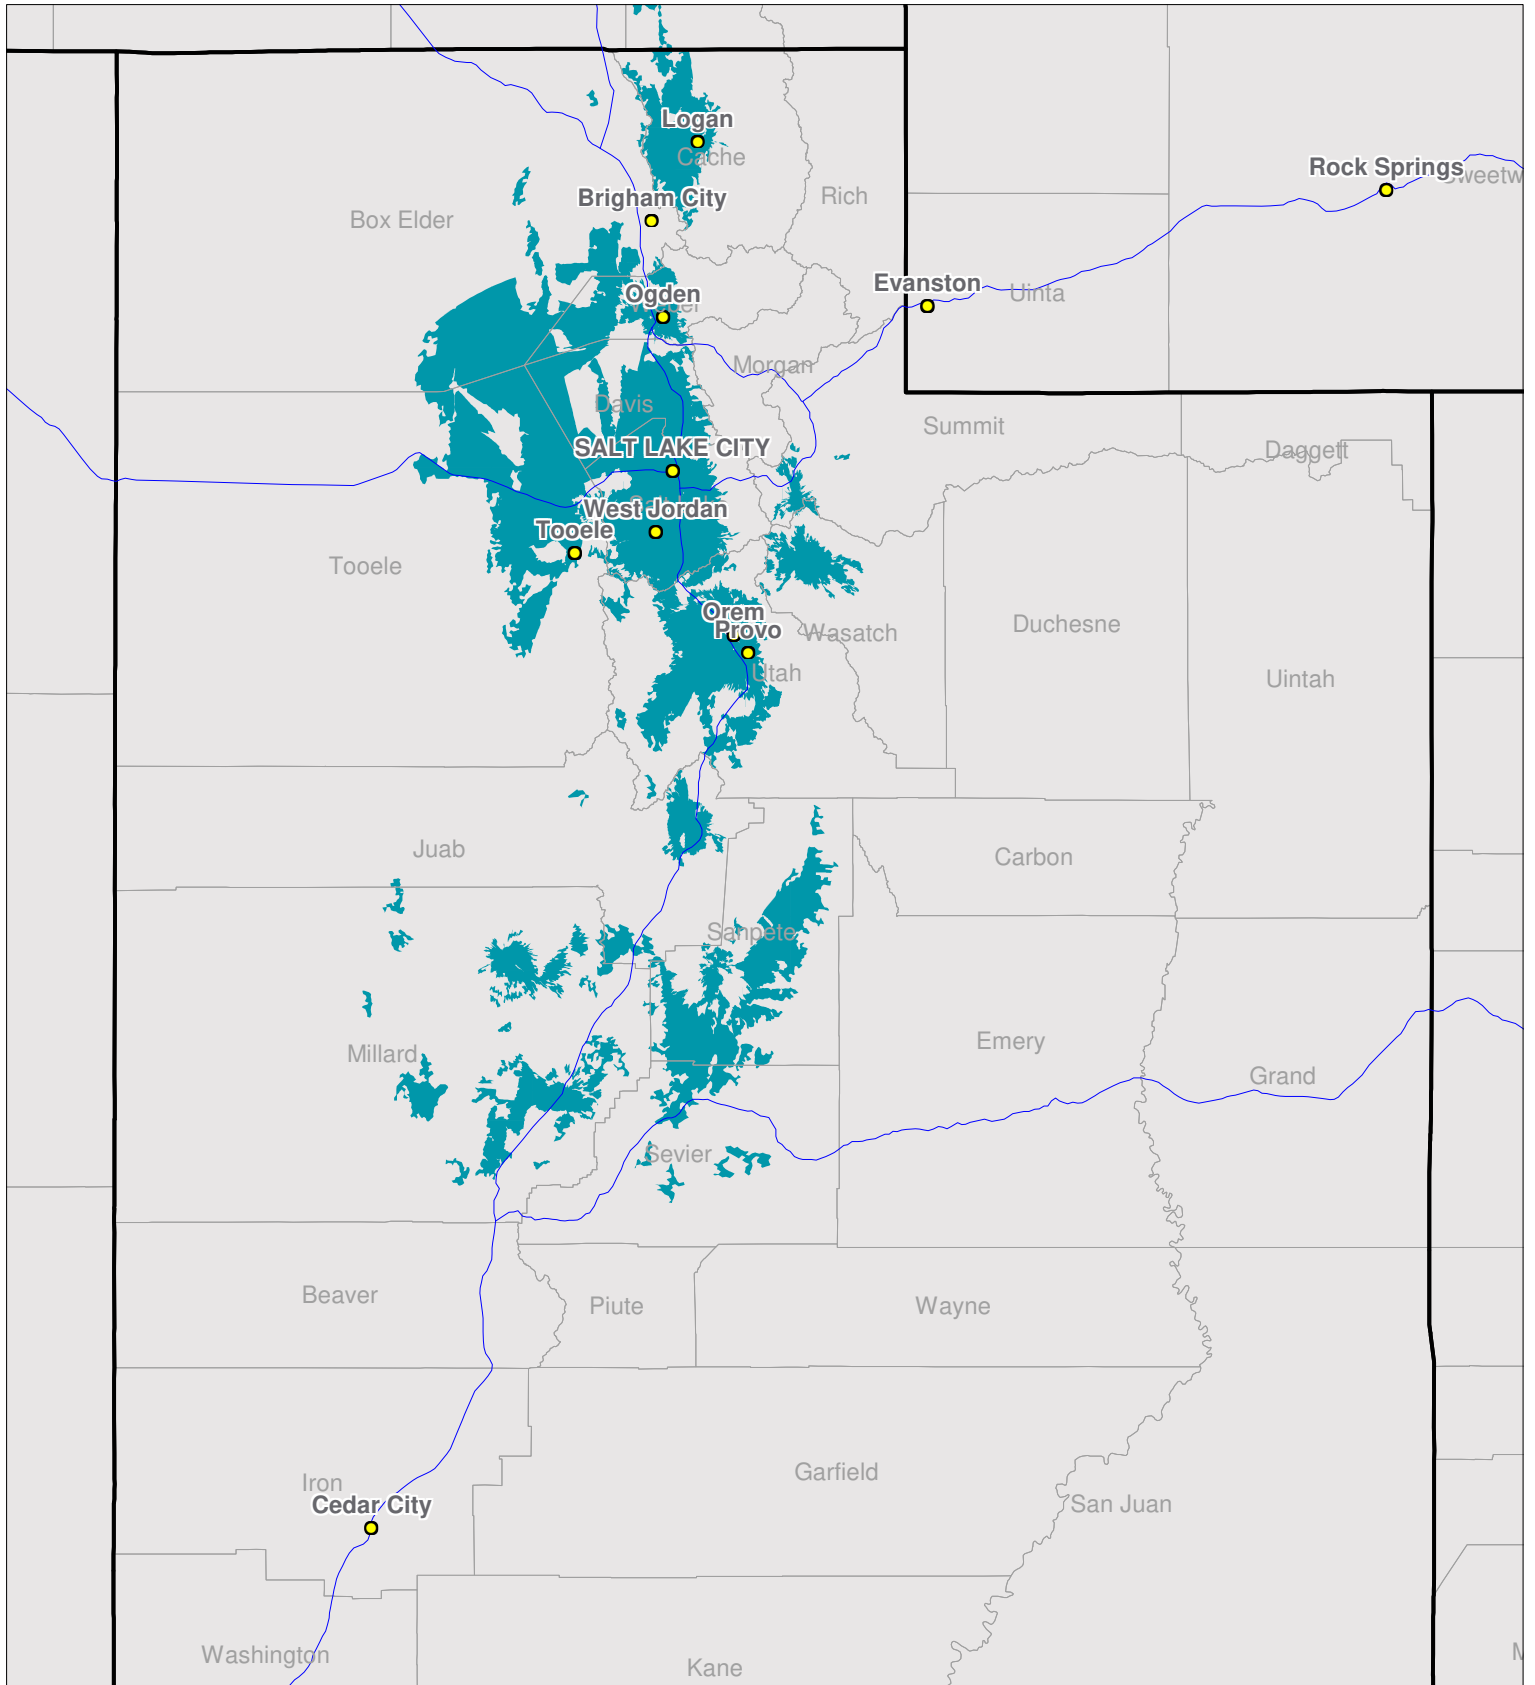 Logan
Cache
Rock Springs
Sweetw
Brigham City
Rich
Box Elder
Evanston
Uinta
Ogden
Weber
Morgan
Davis
Summit
SALT LAKE CITY
Daggett
West Jordan
Tooele
Tooele
Orem
Provo
Wasatch
Duchesne
Utah
Uintah
Juab
Carbon
Sanpete
Millard
Emery
Grand
Sevier
Beaver
Piute
Wayne
Iron
Garfield
Cedar City
San Juan
Washington
Kane